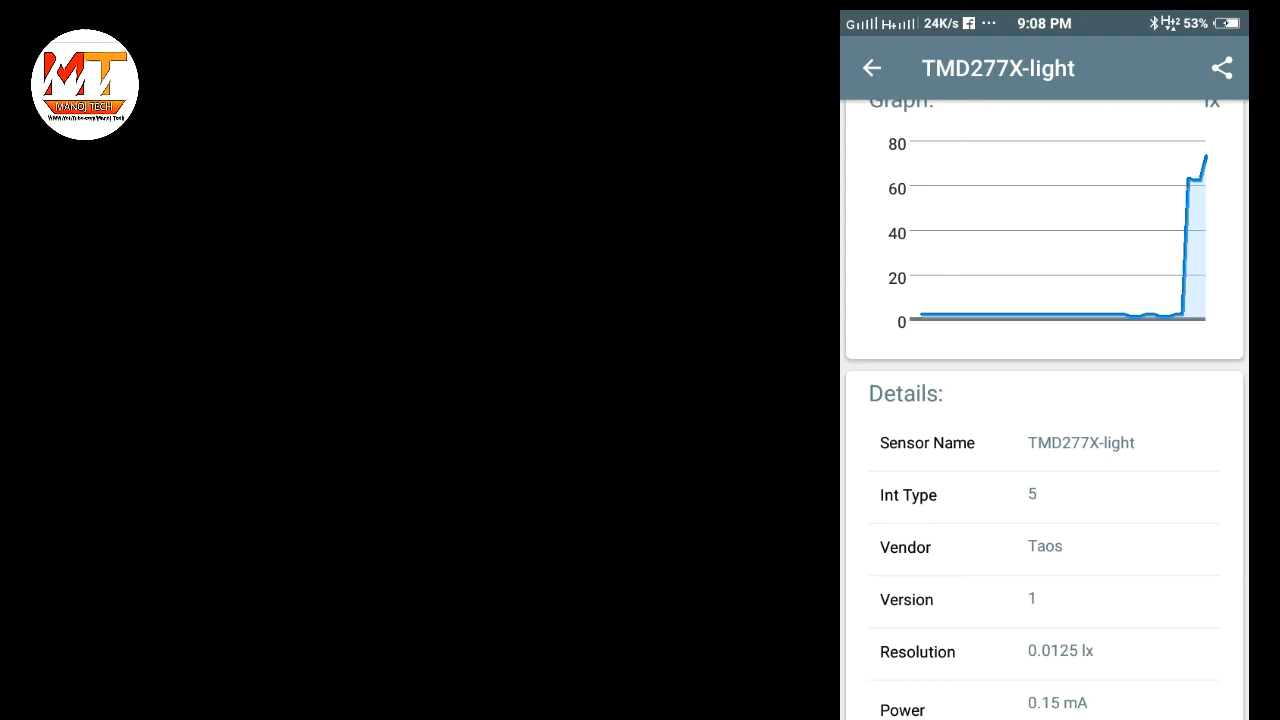 MT
MANOJ TECH
24K/s 9:08 PM 53%
TMD277X-light
Graph: lx
80
60
40
20
0
Details:
Sensor Name TMD277X-light
Int Type 5
Vendor Taos
Version 1
Resolution 0.0125 lx
Power 0.15 mA